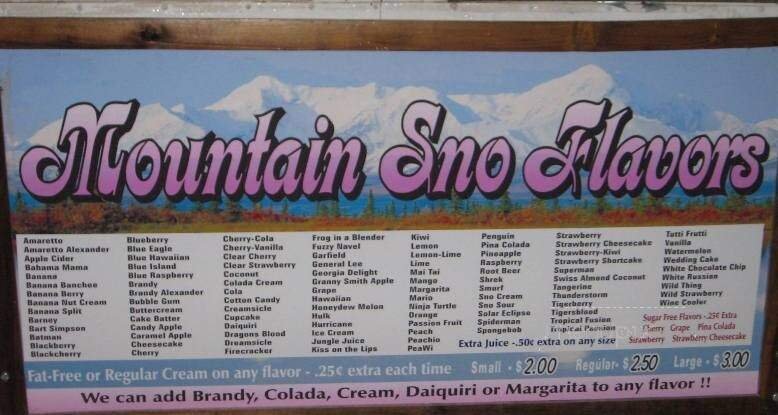 Mountain Sno Flavors
Amaretto
Amaretto Alexander
Apple Cider
Bahama Mama
Banana
Banana Banchee
Banana Berry
Banana Nut Cream
Banana Split
Barney
Bart Simpson
Batman
Blackberry
Blackcherry
Blueberry
Blue Eagle
Blue Hawaiian
Blue Island
Blue Raspberry
Brandy
Brandy Alexander
Bubble Gum
Buttercream
Cake Batter
Candy Apple
Caramel Apple
Cheesecake
Cherry
Cherry-Cola
Cherry-Vanilla
Clear Cherry
Clear Strawberry
Coconut
Colada Cream
Cola
Cotton Candy
Creamsicle
Cupcake
Daiquiri
Dragons Blood
Dreamsicle
Firecracker
Frog in a Blender
Fuzzy Navel
Garfield
General Lee
Georgia Delight
Granny Smith Apple
Grape
Hawaiian
Honeydew Melon
Hulk
Hurricane
Ice Cream
Jungle Juice
Kiss on the Lips
Kiwi
Lemon
Lemon-Lime
Lime
Mai Tai
Mango
Margarita
Mario
Ninja Turtle
Orange
Passion Fruit
Peach
Peachio
PeaWi
Penguin
Pina Colada
Pineapple
Raspberry
Root Beer
Shrek
Smurf
Sno Cream
Sno Sour
Solar Eclipse
Spiderman
Spongebob
Strawberry
Strawberry Cheesecake
Strawberry-Kiwi
Strawberry Shortcake
Superman
Swiss Almond Coconut
Tangerine
Thunderstorm
Tigerberry
Tigersblood
Tropical Fusion
Tropical Passion
Tutti Frutti
Vanilla
Watermelon
Wedding Cake
White Chocolate Chip
White Russian
Wild Thing
Wild Strawberry
Wine Cooler
Sugar Free Flavors -.25¢ Extra
Cherry Grape Pina Colada
Strawberry Strawberry Cheesecake
Extra Juice -.50¢ extra on any size
Fat-Free or Regular Cream on any flavor - .25¢ extra each time Small - $2.00 Regular- $2.50 Large - $3.00
We can add Brandy, Colada, Cream, Daiquiri or Margarita to any flavor !!